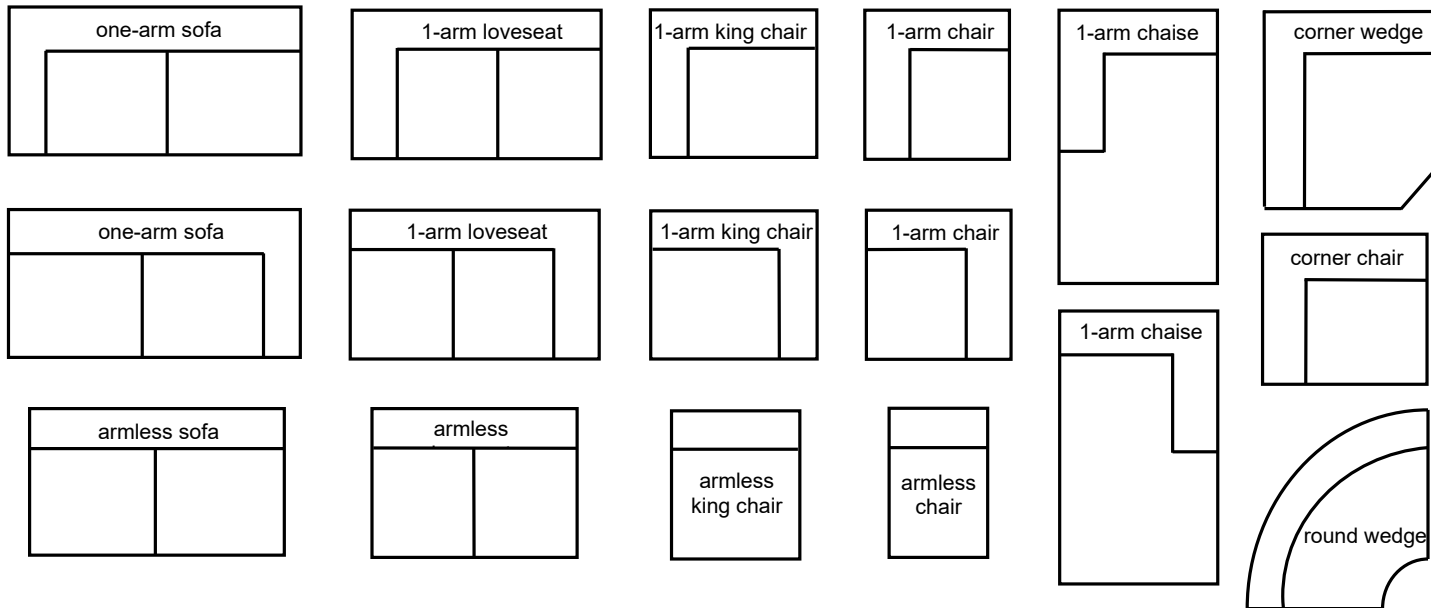 one-arm sofa
1-arm loveseat
1-arm king chair
1-arm chair
1-arm chaise
corner wedge
one-arm sofa
1-arm loveseat
1-arm king chair
1-arm chair
corner chair
1-arm chaise
armless sofa
armless
armless
king chair
armless
chair
round wedge